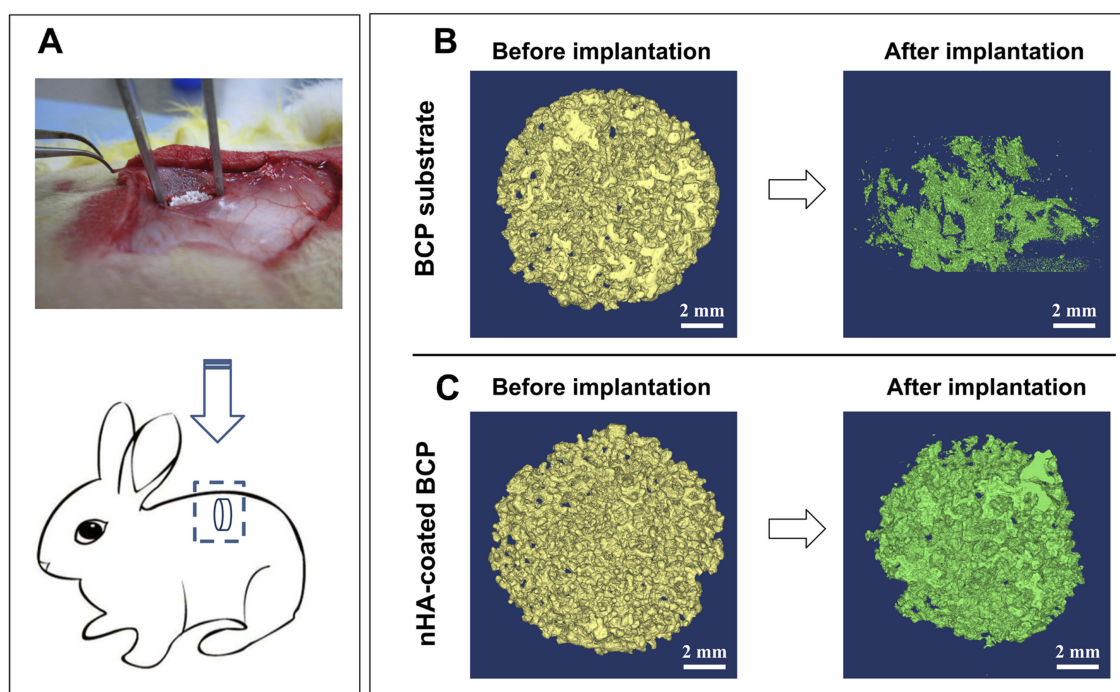 A
B
Before implantation
After implantation
BCP substrate
2 mm
2 mm
C
Before implantation
After implantation
nHA-coated BCP
2 mm
2 mm